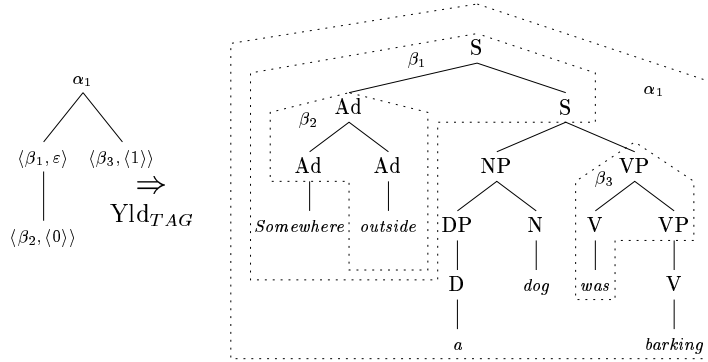 S
β₁
α₁
α₁
Ad
S
β₂
⟨β₁, ε⟩ ⟨β₃, ⟨1⟩⟩
Ad Ad NP VP
β₃
⇒
Yld_TAG
Somewhere outside DP N V VP
⟨β₂, ⟨0⟩⟩
D dog was V
a barking